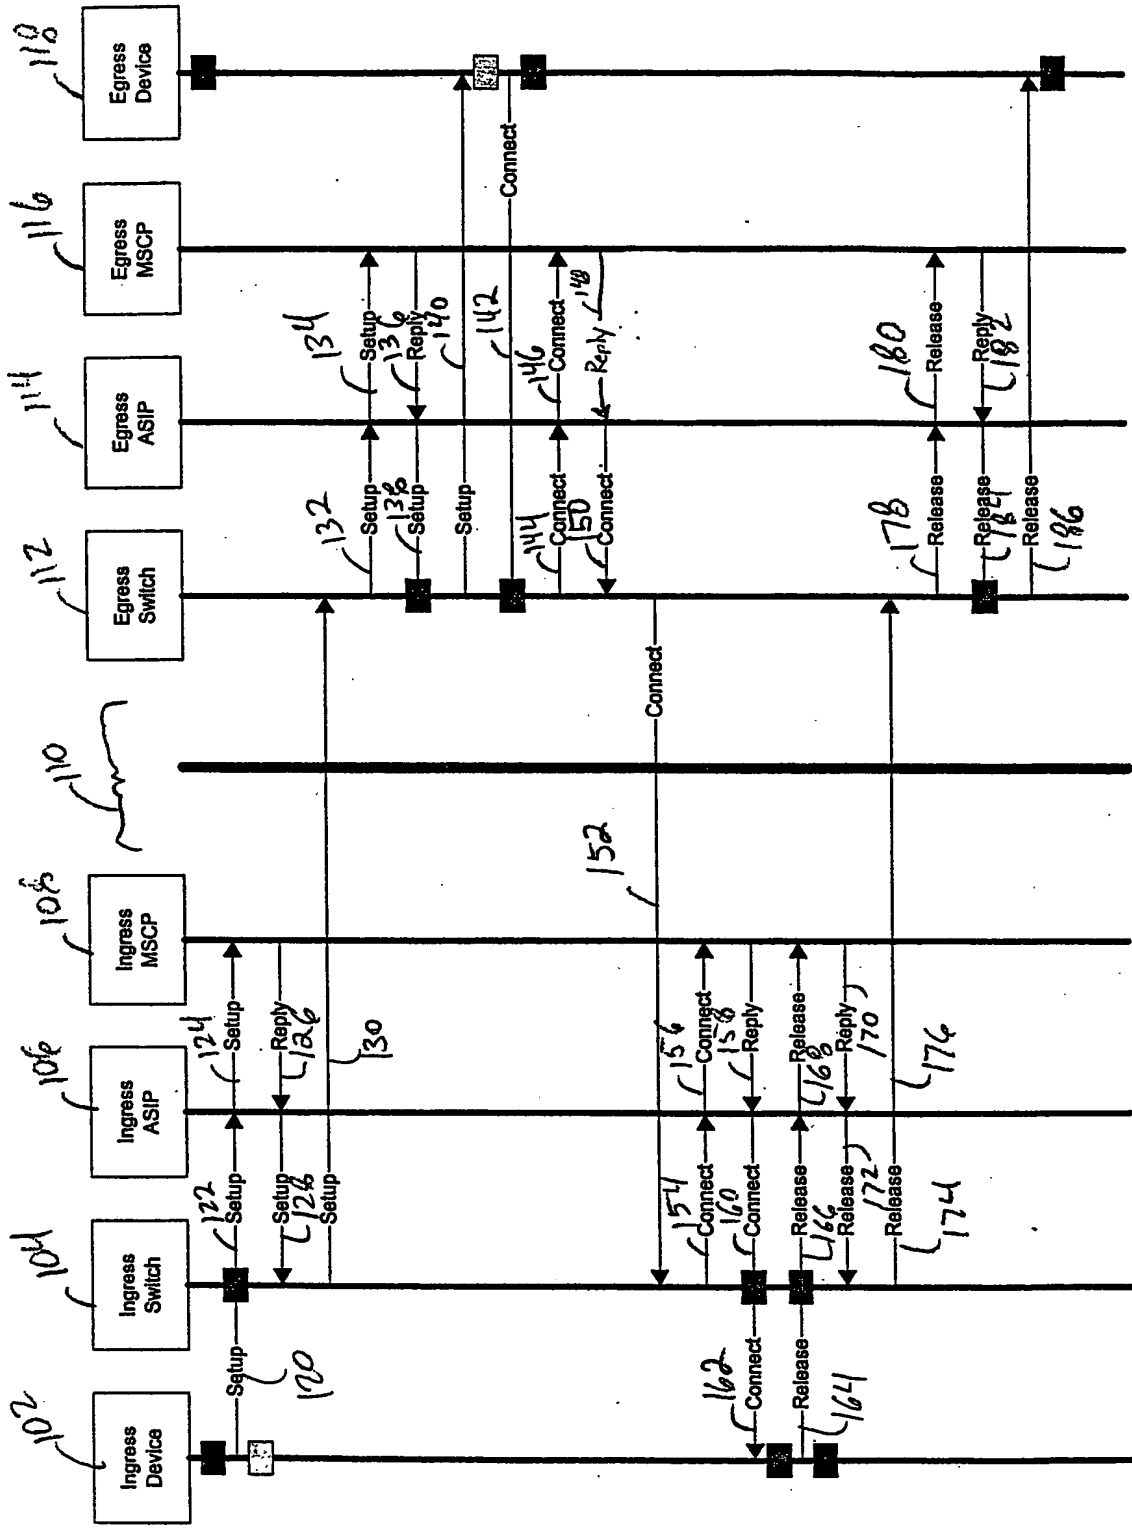 102
Ingress Device
104
Ingress Switch
106
Ingress ASIP
108
Ingress MSCP
110
112
Egress Switch
114
Egress ASIP
116
Egress MSCP
118
Egress Device
Setup
120
122
Setup
124
Setup
Reply
126
Setup
128
Setup
130
132
Setup
134
Setup
136
Reply
138
Setup
140
Setup
142
Connect
144
Connect
146
Connect
Reply
148
150
Connect
Connect
152
154
Connect
156
Connect
158
Reply
160
Connect
162
Connect
Release
164
Release
166
Release
168
Reply
170
Release
172
Release
174
176
178
Release
180
Release
Reply
182
Release
184
Release
186